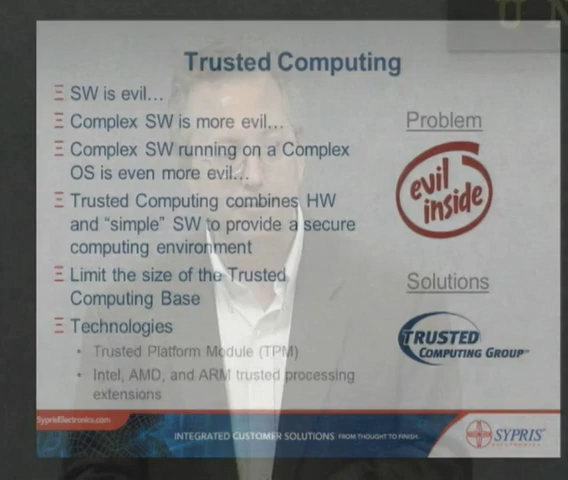 U N
Trusted Computing
SW is evil…
Complex SW is more evil…
Complex SW running on a Complex
OS is even more evil…
Trusted Computing combines HW
and “simple” SW to provide a secure
computing environment
Limit the size of the Trusted
Computing Base
Technologies
• Trusted Platform Module (TPM)
• Intel, AMD, and ARM trusted processing
extensions
Problem
evil
inside
Solutions
TRUSTED
COMPUTING GROUP™
SyprisElectronics.com
INTEGRATED CUSTOMER SOLUTIONS FROM THOUGHT TO FINISH.
SYPRIS
ELECTRONICS